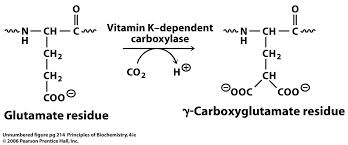 O
O
~N—CH—C~
Vitamin K–dependent
~N—CH—C~
H
carboxylase
H
CH₂
CH₂
CH₂
CO₂
H⊕
CH
COO⊖
⊖OOC
COO⊖
Glutamate residue
γ-Carboxyglutamate residue
Unnumbered figure pg 214 Principles of Biochemistry, 4/e
© 2006 Pearson Prentice Hall, Inc.